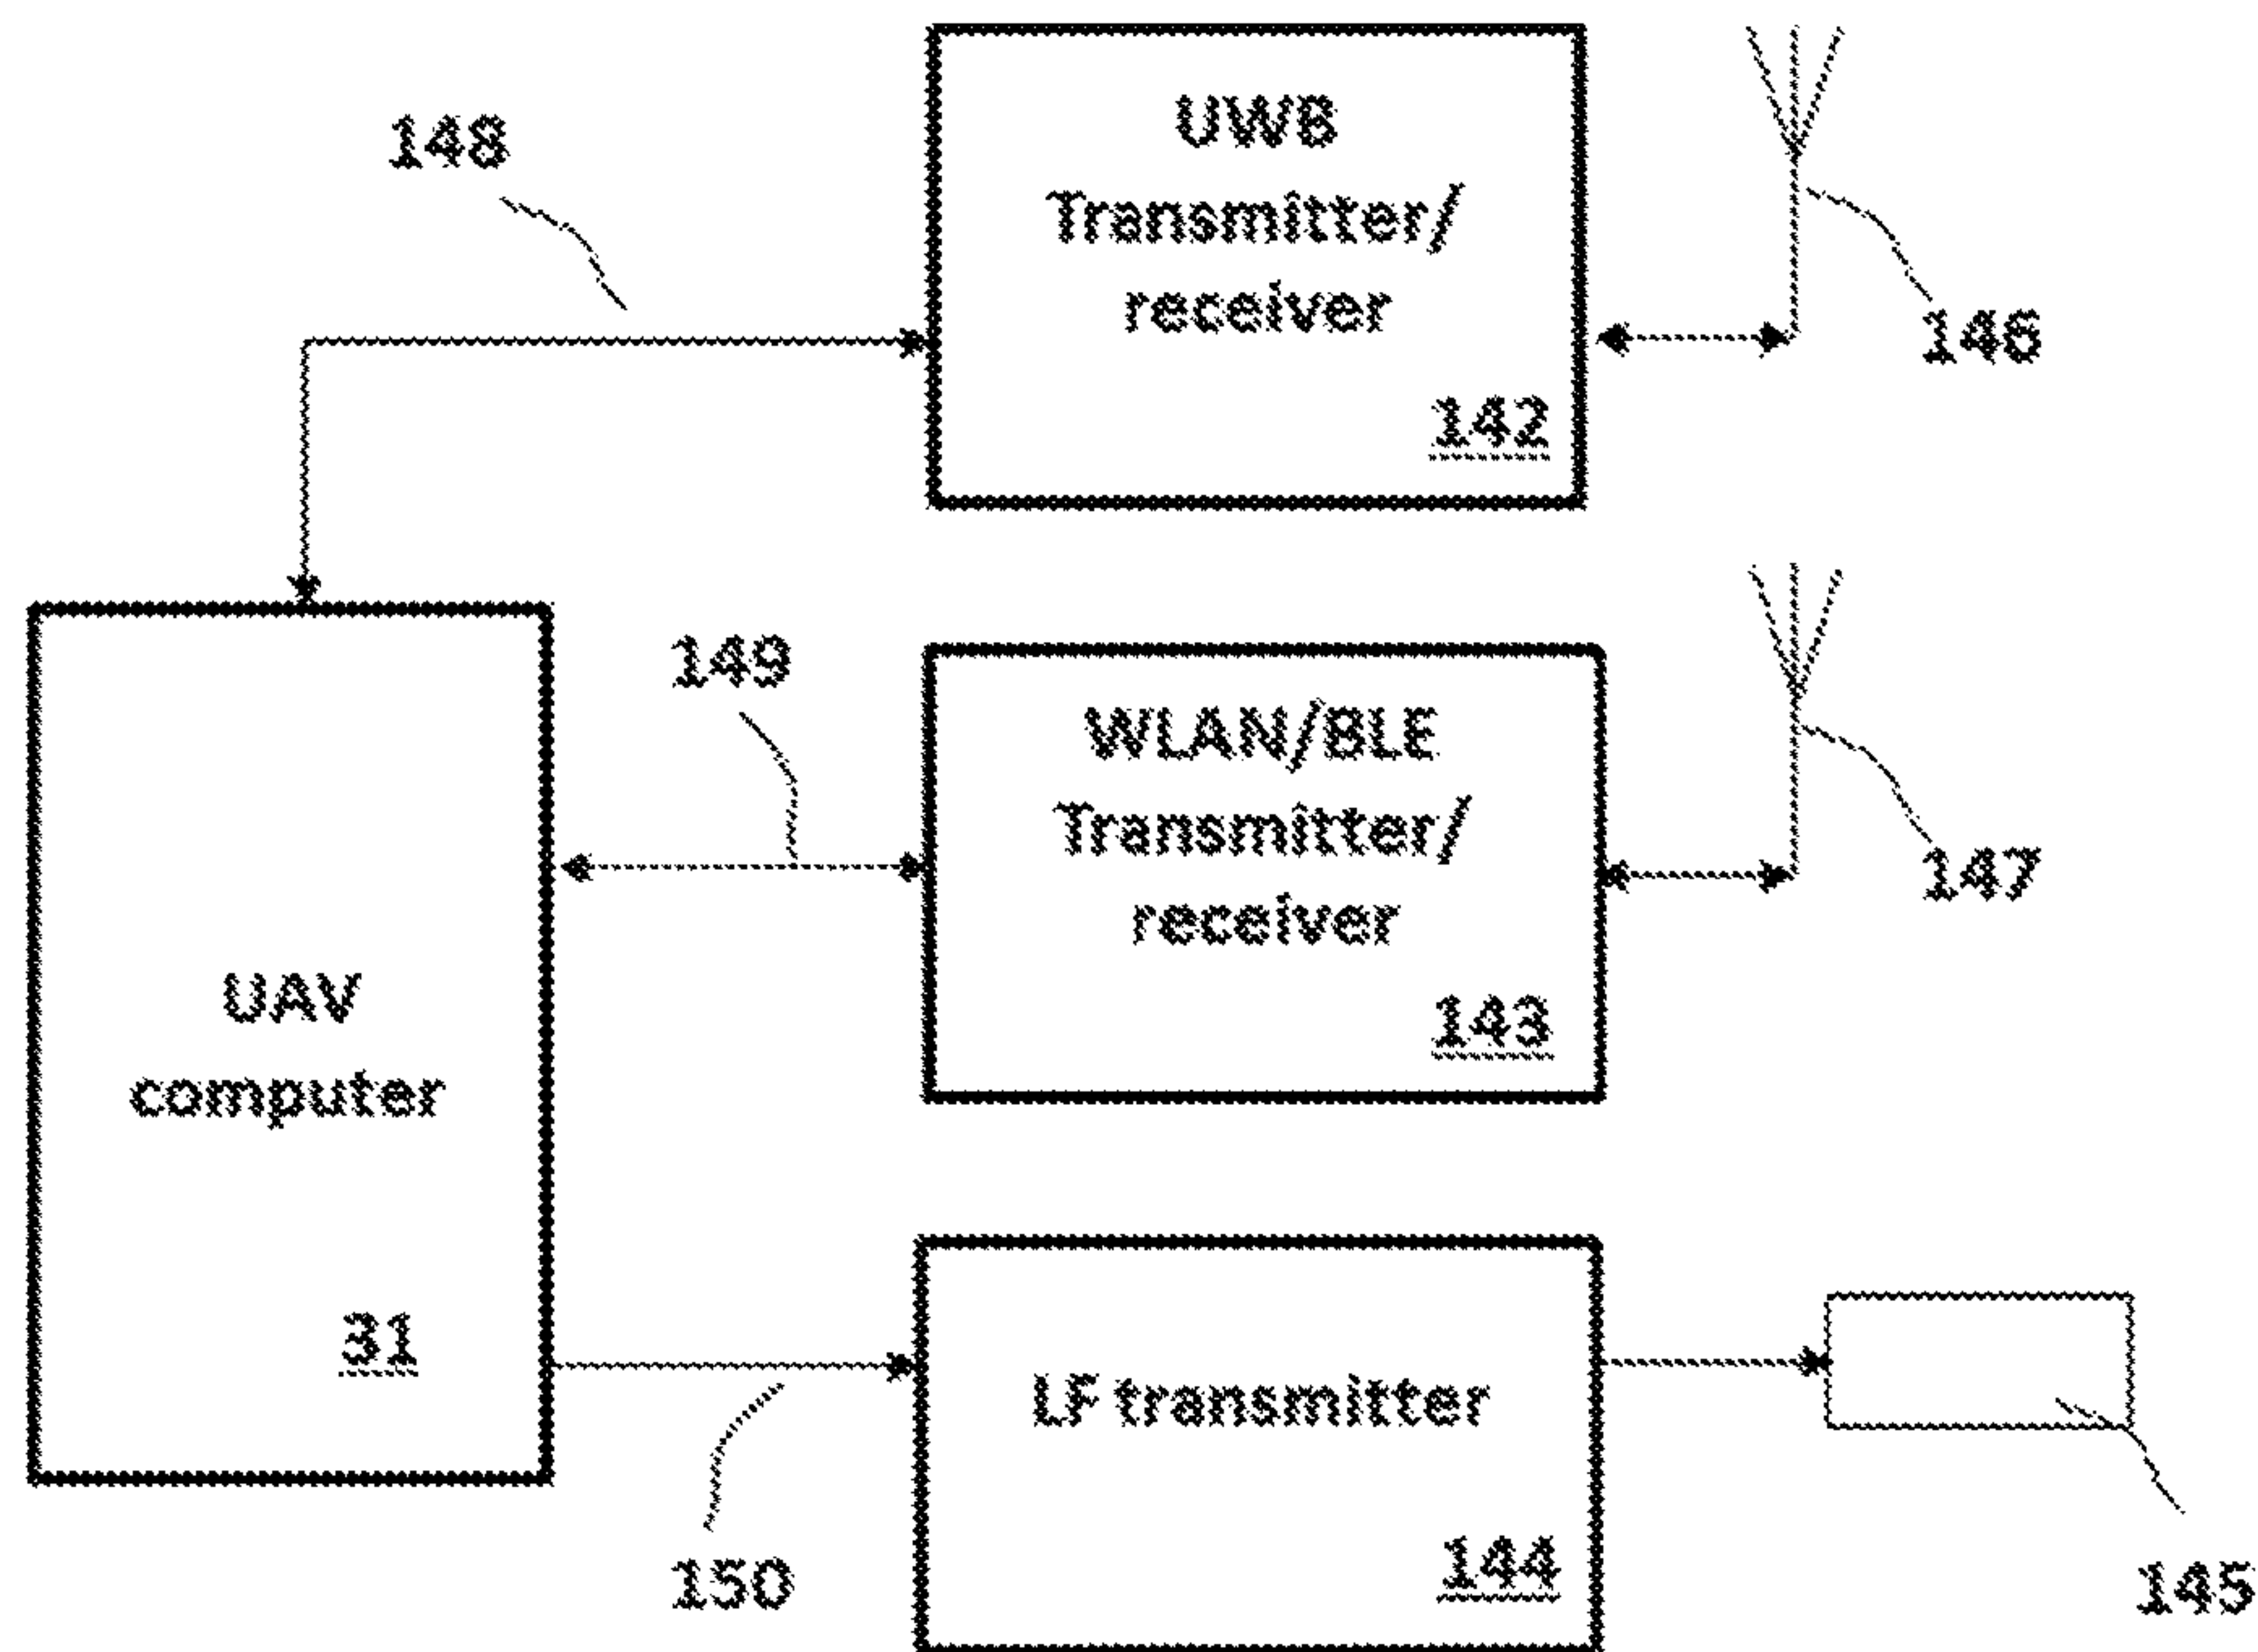 148
UWB
Transmitter/
receiver
142
146
149
WLAN/BLE
Transmitter/
receiver
143
147
UAV
computer
31
LF transmitter
144
150
145